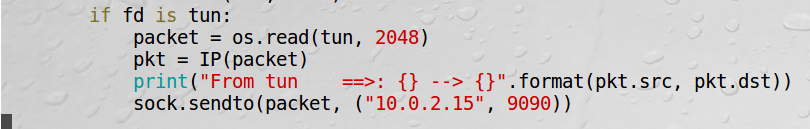 if fd is tun:
packet = os.read(tun, 2048)
pkt = IP(packet)
print("From tun    ==>: {} --> {}".format(pkt.src, pkt.dst))
sock.sendto(packet, ("10.0.2.15", 9090))